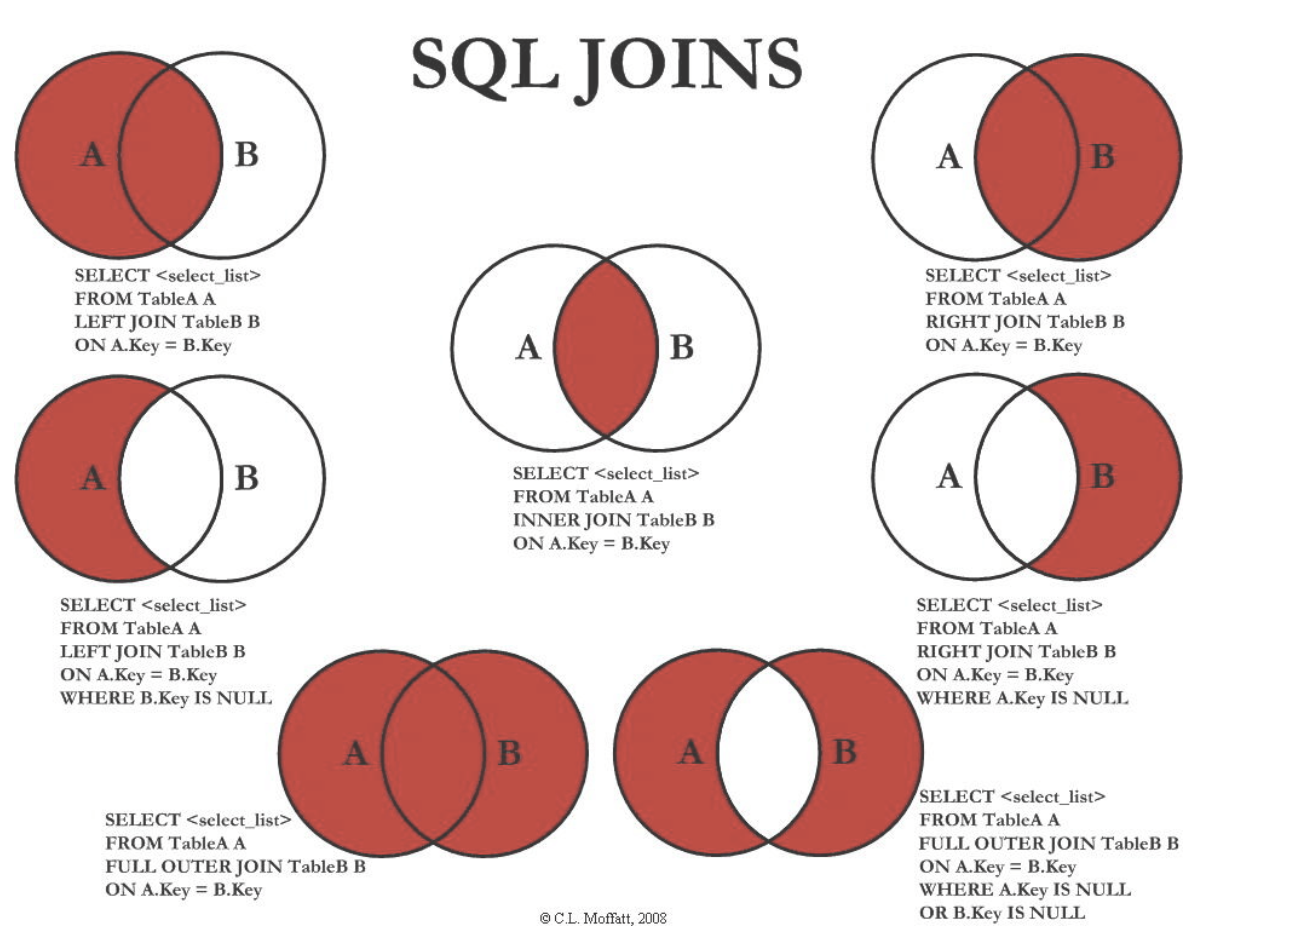 SQL JOINS
A B
SELECT <select_list>
FROM TableA A
LEFT JOIN TableB B
ON A.Key = B.Key
A B
SELECT <select_list>
FROM TableA A
RIGHT JOIN TableB B
ON A.Key = B.Key
A B
SELECT <select_list>
FROM TableA A
INNER JOIN TableB B
ON A.Key = B.Key
A B
SELECT <select_list>
FROM TableA A
LEFT JOIN TableB B
ON A.Key = B.Key
WHERE B.Key IS NULL
A B
SELECT <select_list>
FROM TableA A
RIGHT JOIN TableB B
ON A.Key = B.Key
WHERE A.Key IS NULL
A B
SELECT <select_list>
FROM TableA A
FULL OUTER JOIN TableB B
ON A.Key = B.Key
A B
SELECT <select_list>
FROM TableA A
FULL OUTER JOIN TableB B
ON A.Key = B.Key
WHERE A.Key IS NULL
OR B.Key IS NULL
© C.L. Moffatt, 2008